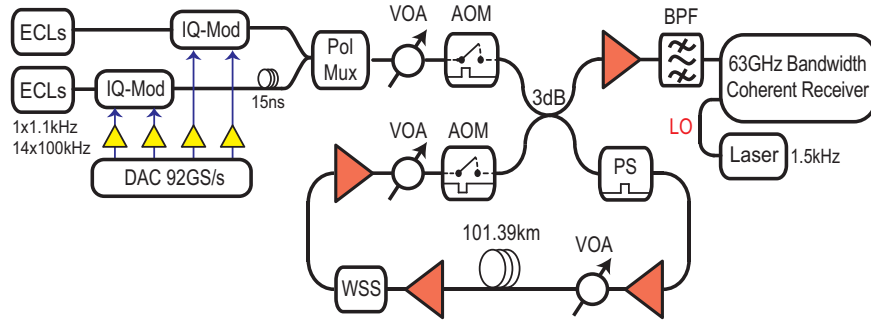 ECLs
IQ-Mod
ECLs
IQ-Mod
1x1.1kHz
14x100kHz
15ns
DAC 92GS/s
Pol
Mux
VOA
AOM
3dB
BPF
63GHz Bandwidth
Coherent Receiver
LO
Laser
1.5kHz
VOA
AOM
PS
101.39km
VOA
WSS